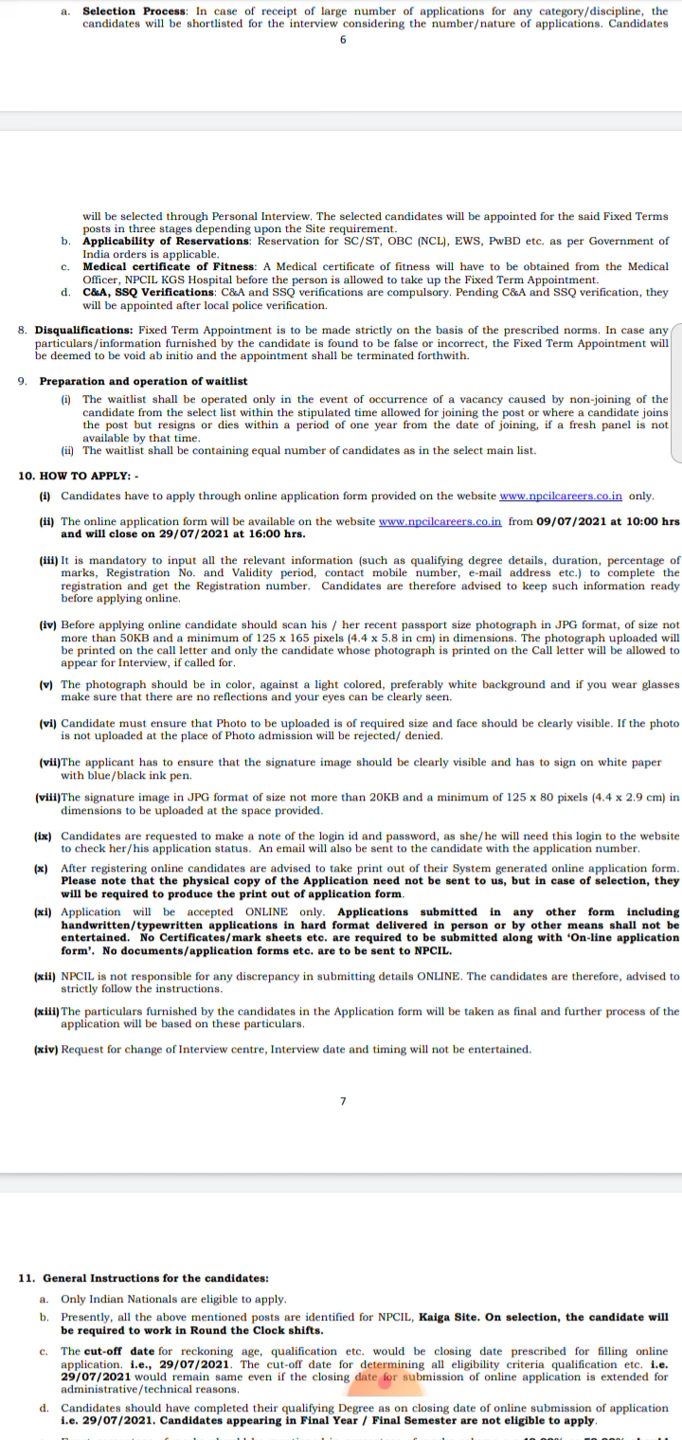 a. Selection Process: In case of receipt of large number of applications for any category/discipline, the
candidates will be shortlisted for the interview considering the number/nature of applications. Candidates
6
will be selected through Personal Interview. The selected candidates will be appointed for the said Fixed Terms
posts in three stages depending upon the Site requirement.
b. Applicability of Reservations: Reservation for SC/ST, OBC (NCL), EWS, PwBD etc. as per Government of
India orders is applicable.
c. Medical certificate of Fitness: A Medical certificate of fitness will have to be obtained from the Medical
Officer, NPCIL KGS Hospital before the person is allowed to take up the Fixed Term Appointment.
d. C&A, SSQ Verifications: C&A and SSQ verifications are compulsory. Pending C&A and SSQ verification, they
will be appointed after local police verification.
8. Disqualifications: Fixed Term Appointment is to be made strictly on the basis of the prescribed norms. In case any
particulars/information furnished by the candidate is found to be false or incorrect, the Fixed Term Appointment will
be deemed to be void ab initio and the appointment shall be terminated forthwith.
9. Preparation and operation of waitlist
(i) The waitlist shall be operated only in the event of occurrence of a vacancy caused by non-joining of the
candidate from the select list within the stipulated time allowed for joining the post or where a candidate joins
the post but resigns or dies within a period of one year from the date of joining, if a fresh panel is not
available by that time.
(ii) The waitlist shall be containing equal number of candidates as in the select main list.
10. HOW TO APPLY: -
(i) Candidates have to apply through online application form provided on the website www.npcilcareers.co.in only.
(ii) The online application form will be available on the website www.npcilcareers.co.in from 09/07/2021 at 10:00 hrs
and will close on 29/07/2021 at 16:00 hrs.
(iii) It is mandatory to input all the relevant information (such as qualifying degree details, duration, percentage of
marks, Registration No. and Validity period, contact mobile number, e-mail address etc.) to complete the
registration and get the Registration number. Candidates are therefore advised to keep such information ready
before applying online.
(iv) Before applying online candidate should scan his / her recent passport size photograph in JPG format, of size not
more than 50KB and a minimum of 125 x 165 pixels (4.4 x 5.8 in cm) in dimensions. The photograph uploaded will
be printed on the call letter and only the candidate whose photograph is printed on the Call letter will be allowed to
appear for Interview, if called for.
(v) The photograph should be in color, against a light colored, preferably white background and if you wear glasses
make sure that there are no reflections and your eyes can be clearly seen.
(vi) Candidate must ensure that Photo to be uploaded is of required size and face should be clearly visible. If the photo
is not uploaded at the place of Photo admission will be rejected/ denied.
(vii)The applicant has to ensure that the signature image should be clearly visible and has to sign on white paper
with blue/black ink pen.
(viii)The signature image in JPG format of size not more than 20KB and a minimum of 125 x 80 pixels (4.4 x 2.9 cm) in
dimensions to be uploaded at the space provided.
(ix) Candidates are requested to make a note of the login id and password, as she/he will need this login to the website
to check her/his application status. An email will also be sent to the candidate with the application number.
(x) After registering online candidates are advised to take print out of their System generated online application form.
Please note that the physical copy of the Application need not be sent to us, but in case of selection, they
will be required to produce the print out of application form.
(xi) Application will be accepted ONLINE only. Applications submitted in any other form including
handwritten/typewritten applications in hard format delivered in person or by other means shall not be
entertained. No Certificates/mark sheets etc. are required to be submitted along with 'On-line application
form'. No documents/application forms etc. are to be sent to NPCIL.
(xii) NPCIL is not responsible for any discrepancy in submitting details ONLINE. The candidates are therefore, advised to
strictly follow the instructions.
(xiii)The particulars furnished by the candidates in the Application form will be taken as final and further process of the
application will be based on these particulars.
(xiv) Request for change of Interview centre, Interview date and timing will not be entertained.
7
11. General Instructions for the candidates:
a. Only Indian Nationals are eligible to apply.
b. Presently, all the above mentioned posts are identified for NPCIL, Kaiga Site. On selection, the candidate will
be required to work in Round the Clock shifts.
c. The cut-off date for reckoning age, qualification etc. would be closing date prescribed for filling online
application. i.e., 29/07/2021. The cut-off date for determining all eligibility criteria qualification etc. i.e.
29/07/2021 would remain same even if the closing date for submission of online application is extended for
administrative/technical reasons.
d. Candidates should have completed their qualifying Degree as on closing date of online submission of application
i.e. 29/07/2021. Candidates appearing in Final Year / Final Semester are not eligible to apply.